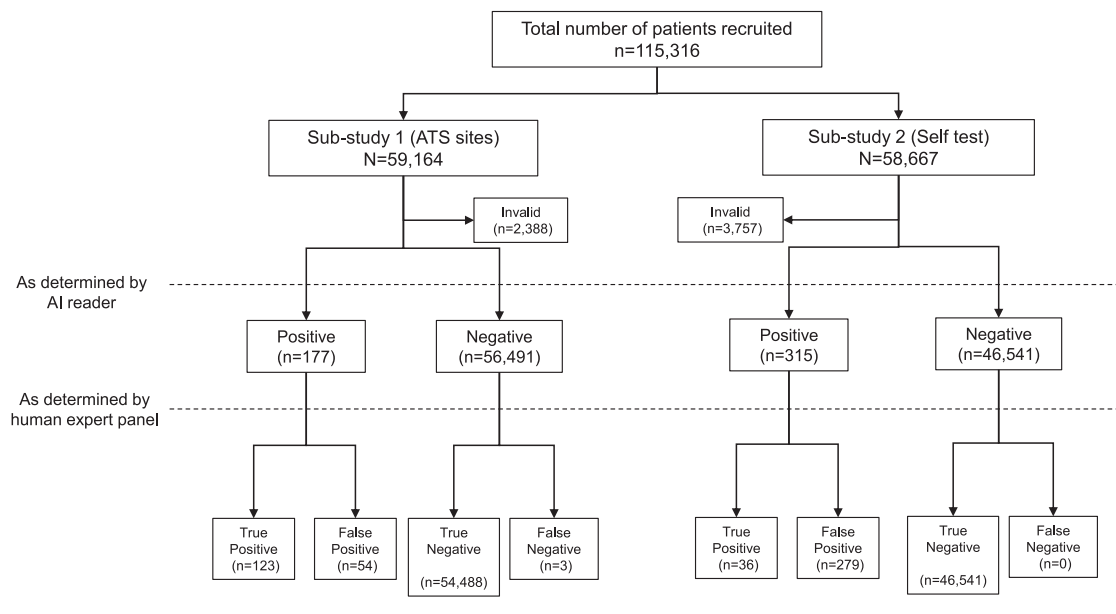 Total number of patients recruited
n=115,316
Sub-study 1 (ATS sites)
N=59,164
Sub-study 2 (Self test)
N=58,667
Invalid
(n=2,388)
Invalid
(n=3,757)
As determined by
AI reader
Positive
(n=177)
Negative
(n=56,491)
Positive
(n=315)
Negative
(n=46,541)
As determined by
human expert panel
True
Positive
(n=123)
False
Positive
(n=54)
True
Negative
(n=54,488)
False
Negative
(n=3)
True
Positive
(n=36)
False
Positive
(n=279)
True
Negative
(n=46,541)
False
Negative
(n=0)